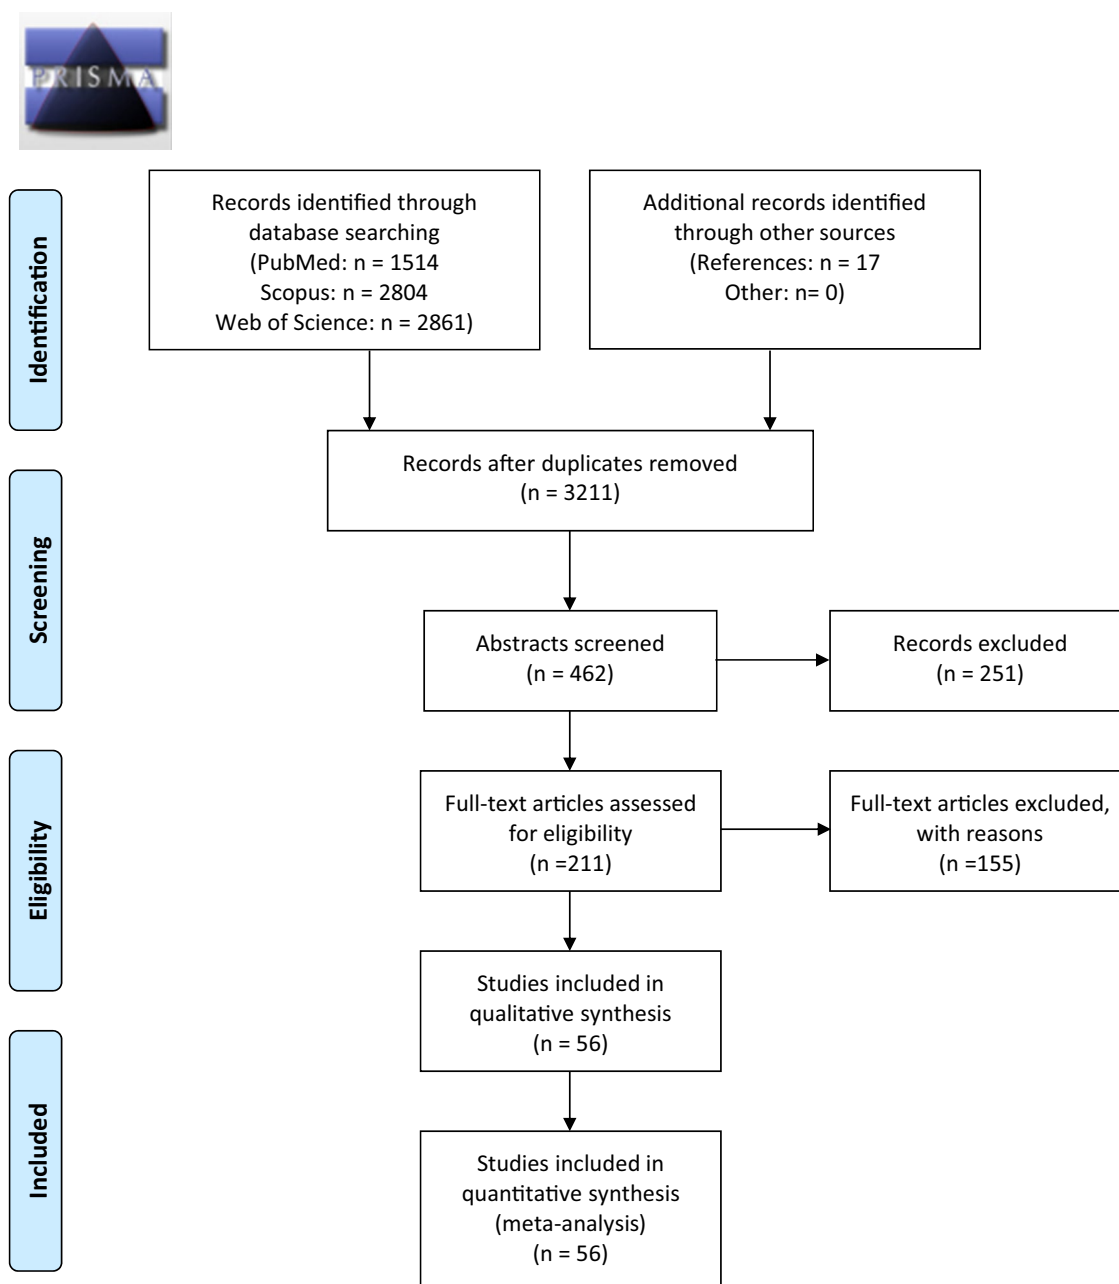 PRISMA
Identification
Records identified through
database searching
(PubMed: n = 1514
Scopus: n = 2804
Web of Science: n = 2861)
Additional records identified
through other sources
(References: n = 17
Other: n= 0)
Screening
Records after duplicates removed
(n = 3211)
Abstracts screened
(n = 462)
Records excluded
(n = 251)
Eligibility
Full-text articles assessed
for eligibility
(n =211)
Full-text articles excluded,
with reasons
(n =155)
Studies included in
qualitative synthesis
(n = 56)
Included
Studies included in
quantitative synthesis
(meta-analysis)
(n = 56)